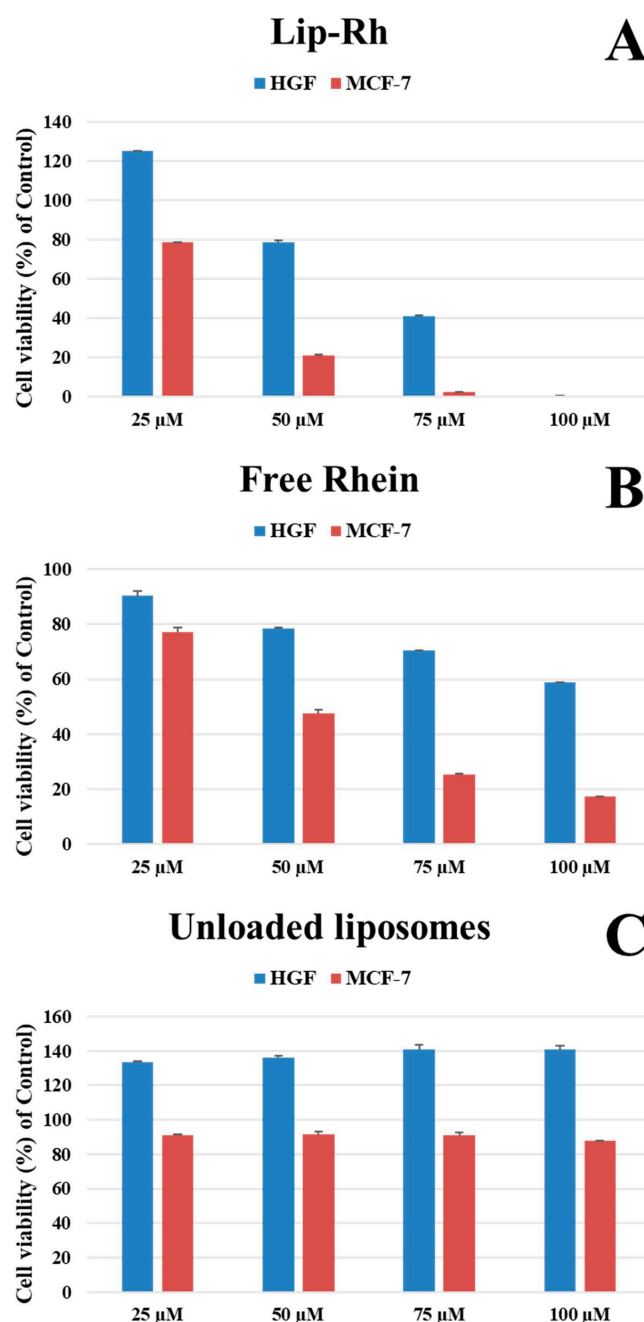 Lip-Rh
A
HGF MCF-7
Cell viability (%) of Control)
140
120
100
80
60
40
20
0
25 µM 50 µM 75 µM 100 µM
Free Rhein
B
HGF MCF-7
Cell viability (%) of Control)
100
80
60
40
20
0
25 µM 50 µM 75 µM 100 µM
Unloaded liposomes
C
HGF MCF-7
Cell viability (%) of Control)
160
140
120
100
80
60
40
20
0
25 µM 50 µM 75 µM 100 µM